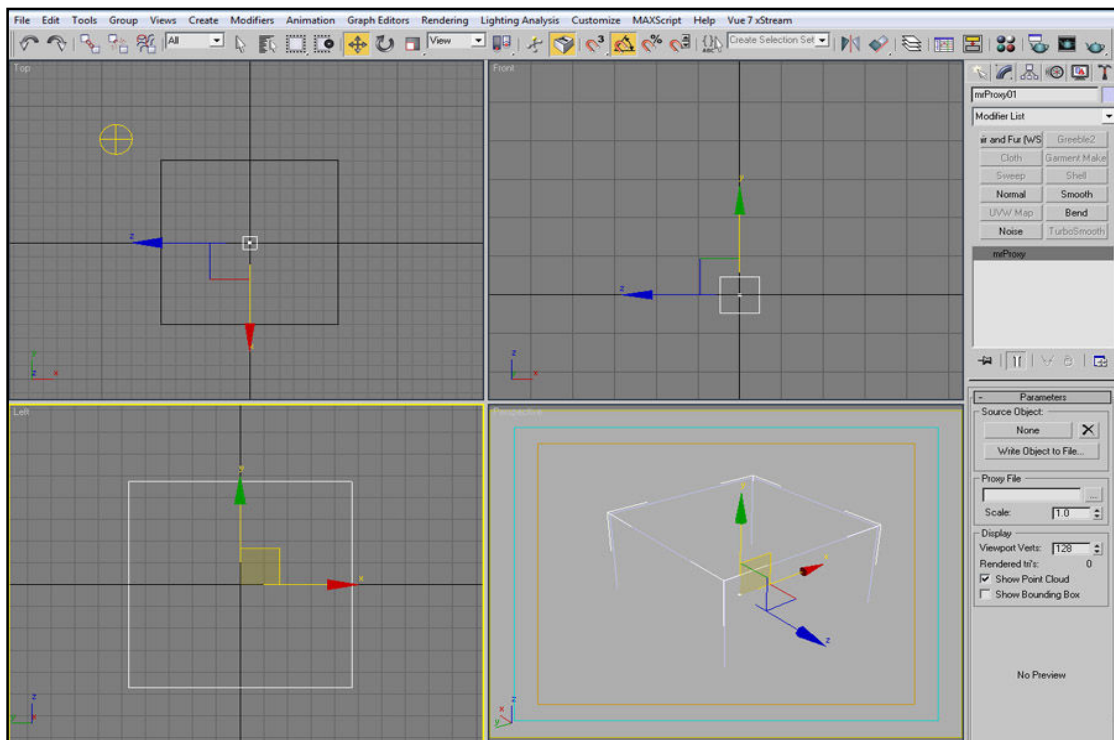 File Edit Tools Group Views Create Modifiers Animation Graph Editors Rendering Lighting Analysis Customize MAXScript Help Vue 7 xStream
All View Create Selection Set
Top
Front
mrProxy01
Modifier List
ir and Fur (WS Greeble2
Cloth Garment Make
Sweep Shell
Normal Smooth
UVW Map Bend
Noise TurboSmooth
mrProxy
Left
Perspective
- Parameters
Source Object:
None
Write Object to File...
Proxy File
...
Scale: 1.0
Display
Viewport Verts: 128
Rendered tri's: 0
Show Point Cloud
Show Bounding Box
No Preview